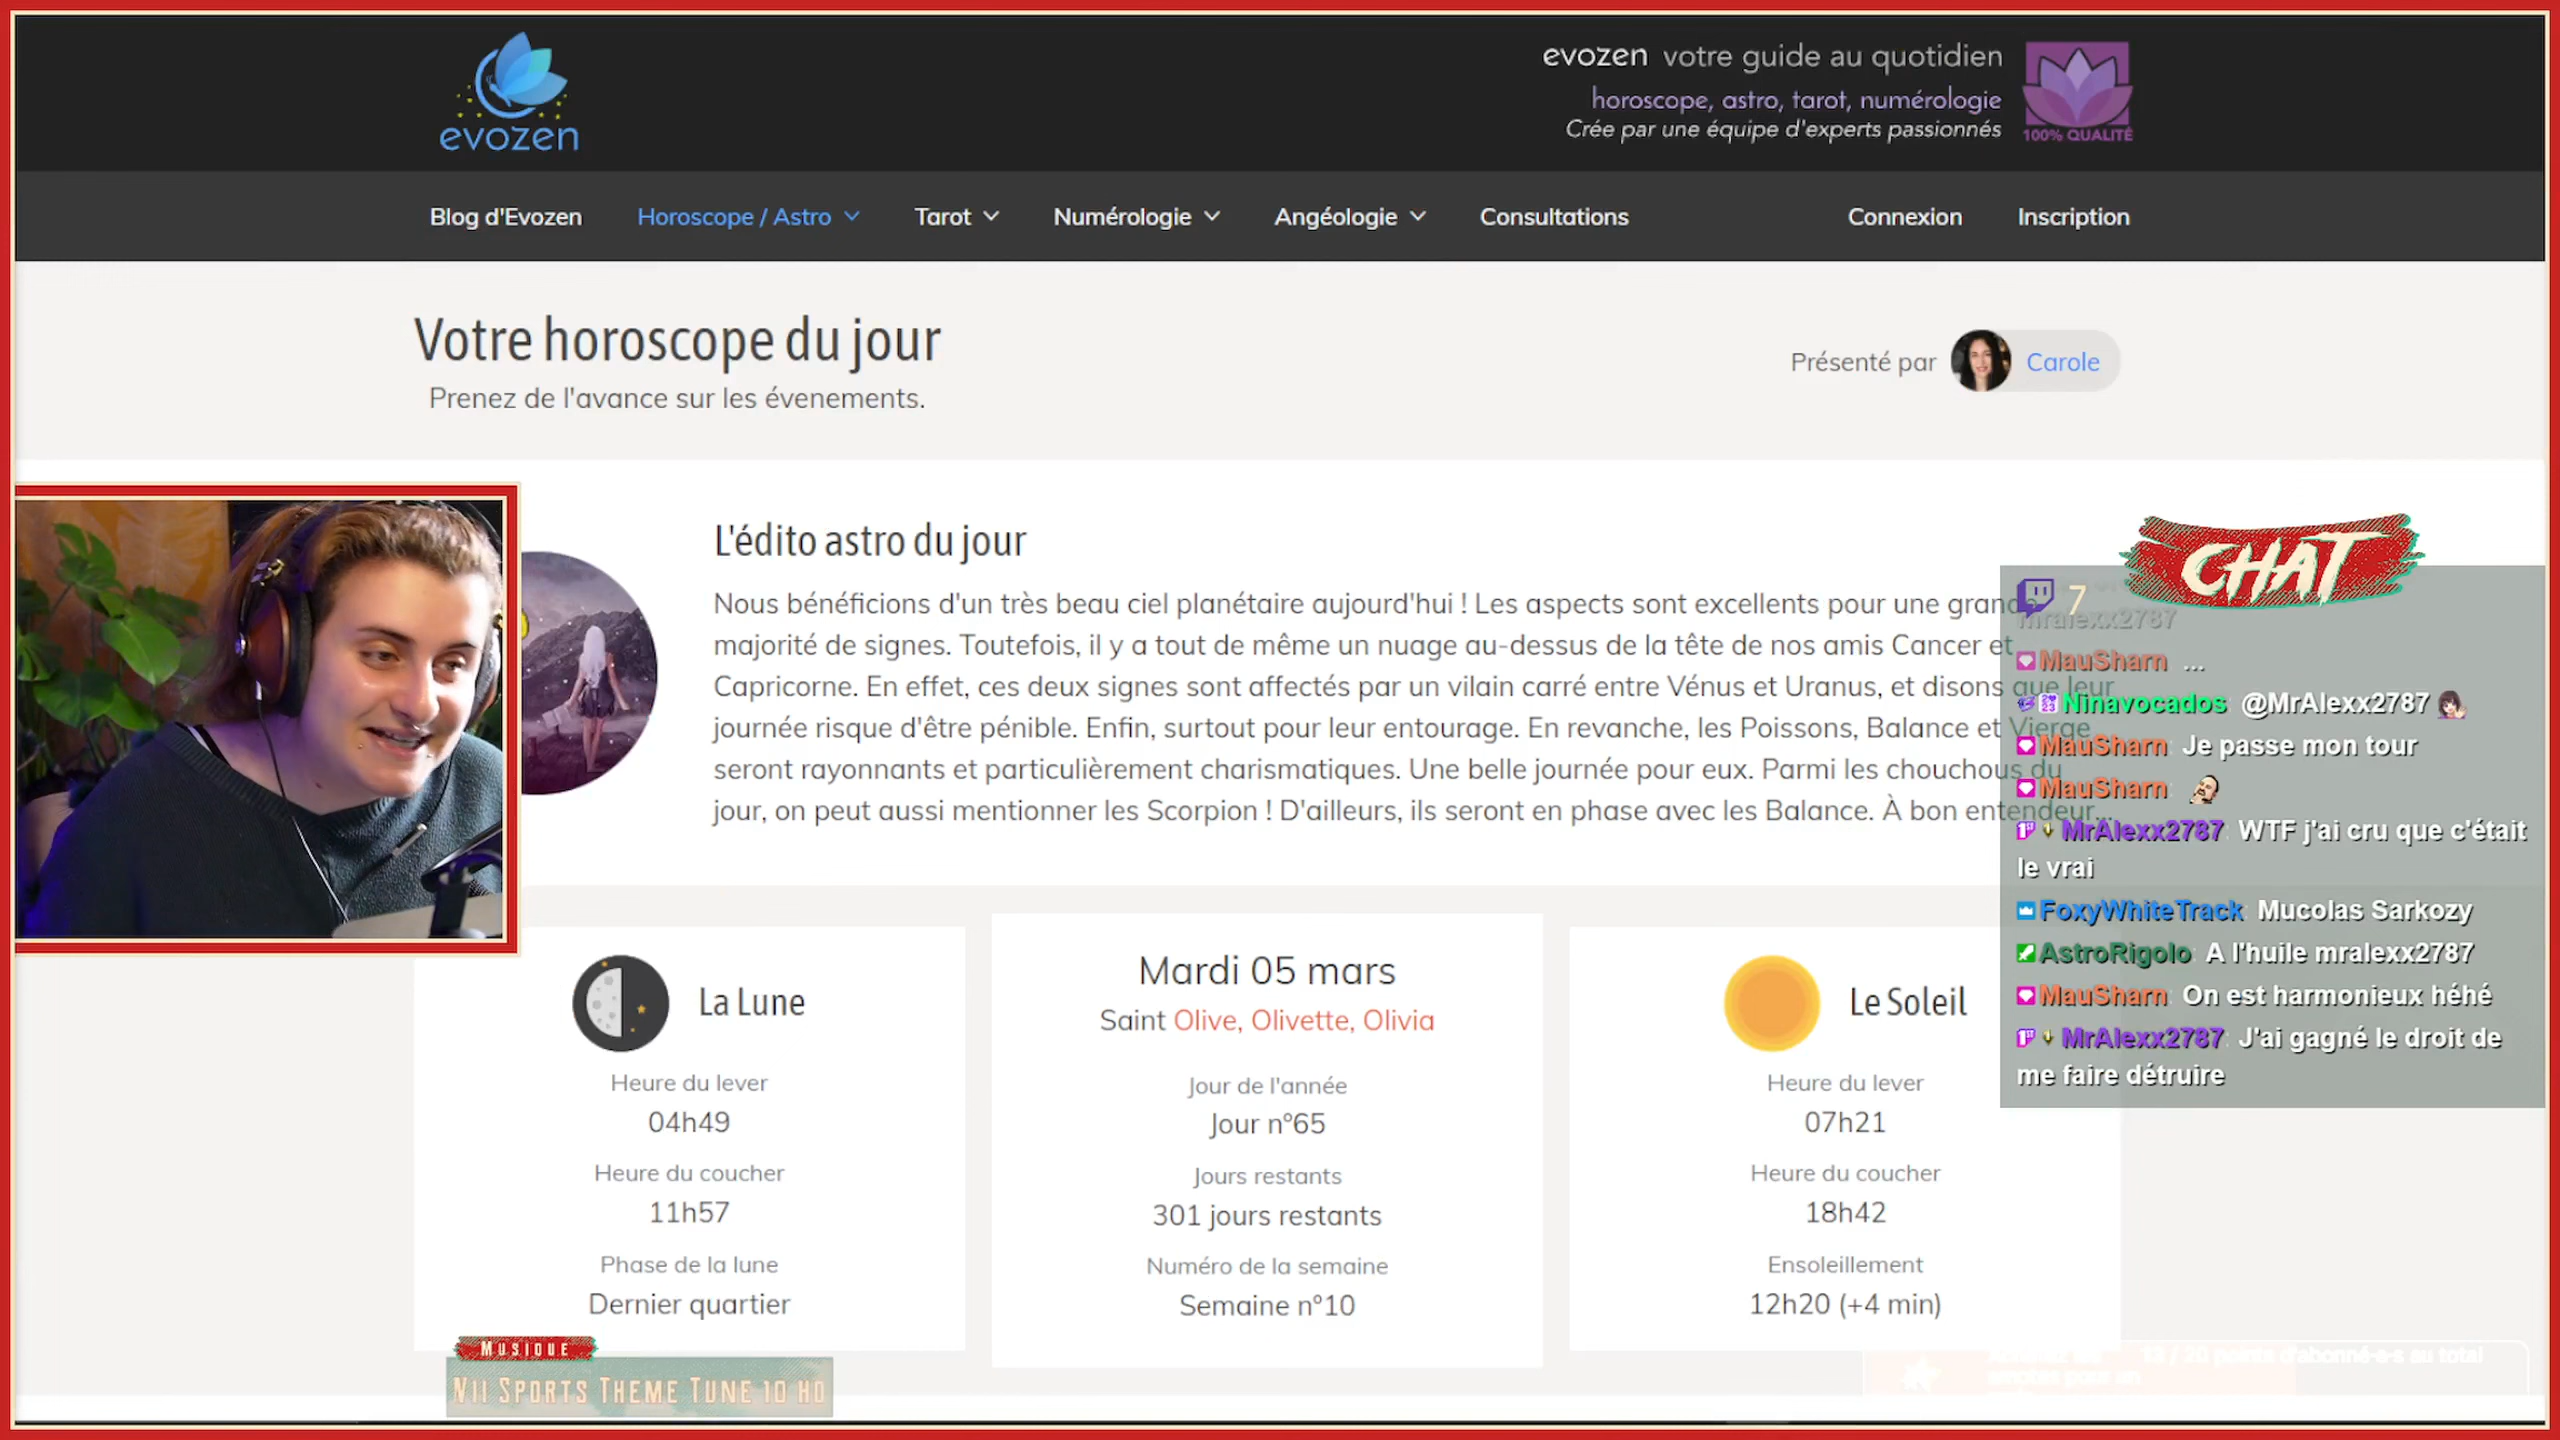 evozen
evozen votre guide au quotidien
horoscope, astro, tarot, numérologie
Crée par une équipe d'experts passionnés
100% QUALITÉ
Blog d'Evozen
Horoscope / Astro
Tarot
Numérologie
Angéologie
Consultations
Connexion
Inscription
Votre horoscope du jour
Prenez de l'avance sur les évenements.
Présenté par Carole
L'édito astro du jour
Nous bénéficions d'un très beau ciel planétaire aujourd'hui ! Les aspects sont excellents pour une grande
majorité de signes. Toutefois, il y a tout de même un nuage au-dessus de la tête de nos amis Cancer et
Capricorne. En effet, ces deux signes sont affectés par un vilain carré entre Vénus et Uranus, et disons que leur
journée risque d'être pénible. Enfin, surtout pour leur entourage. En revanche, les Poissons, Balance et Vierge
seront rayonnants et particulièrement charismatiques. Une belle journée pour eux. Parmi les chouchous du
jour, on peut aussi mentionner les Scorpion ! D'ailleurs, ils seront en phase avec les Balance. À bon entendeur...
CHAT
7
mralexx2787
MauSharn ...
Ninavocados: @MrAlexx2787
MauSharn: Je passe mon tour
MauSharn:
MrAlexx2787: WTF j'ai cru que c'était
le vrai
FoxyWhiteTrack: Mucolas Sarkozy
AstroRigolo: A l'huile mralexx2787
MauSharn: On est harmonieux héhé
MrAlexx2787: J'ai gagné le droit de
me faire détruire
La Lune
Heure du lever
04h49
Heure du coucher
11h57
Phase de la lune
Dernier quartier
Mardi 05 mars
Saint Olive, Olivette, Olivia
Jour de l'année
Jour n°65
Jours restants
301 jours restants
Numéro de la semaine
Semaine n°10
Le Soleil
Heure du lever
07h21
Heure du coucher
18h42
Ensoleillement
12h20 (+4 min)
MUSIQUE
WII SPORTS THEME TUNE 10 HO
13 / 20 points d'abonné·e·s au total